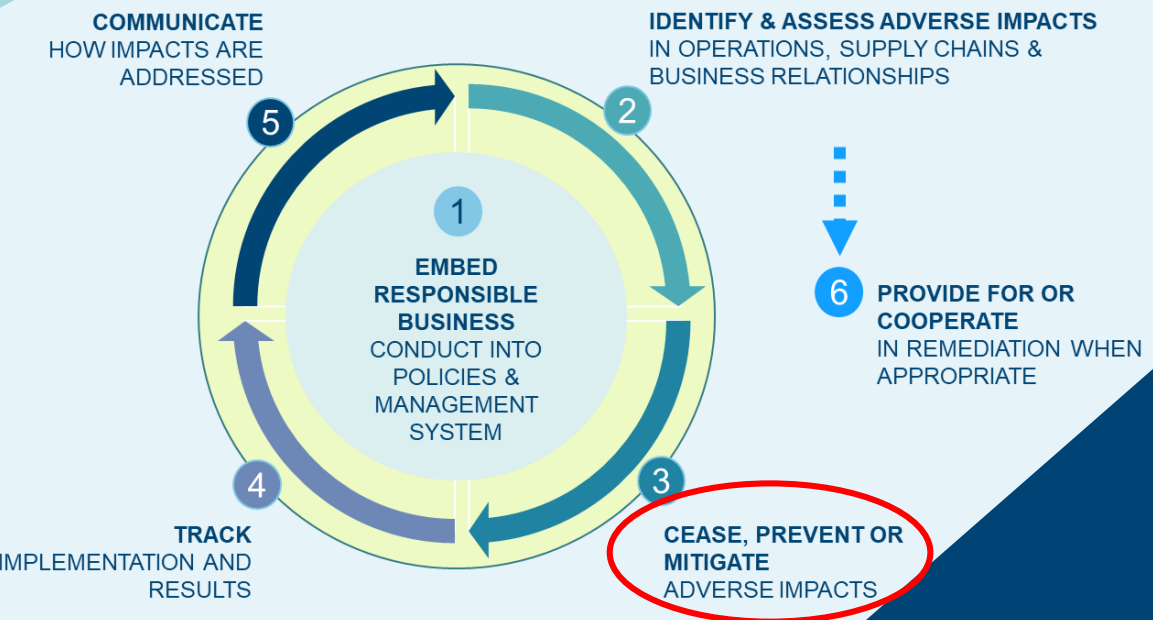 COMMUNICATE
HOW IMPACTS ARE
ADDRESSED
5
IDENTIFY & ASSESS ADVERSE IMPACTS
IN OPERATIONS, SUPPLY CHAINS &
BUSINESS RELATIONSHIPS
2
1
EMBED
RESPONSIBLE
BUSINESS
CONDUCT INTO
POLICIES &
MANAGEMENT
SYSTEM
6
PROVIDE FOR OR
COOPERATE
IN REMEDIATION WHEN
APPROPRIATE
4
TRACK
IMPLEMENTATION AND
RESULTS
3
CEASE, PREVENT OR
MITIGATE
ADVERSE IMPACTS